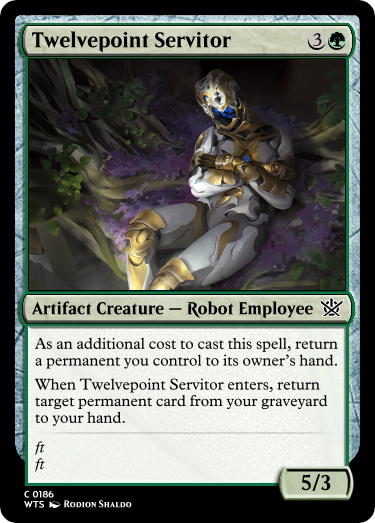 Twelvepoint Servitor 3
Artifact Creature — Robot Employee
As an additional cost to cast this spell, return
a permanent you control to its owner's hand.
When Twelvepoint Servitor enters, return
target permanent card from your graveyard
to your hand.
ft
ft
5/3
C 0186
WTS Rodion Shaldo